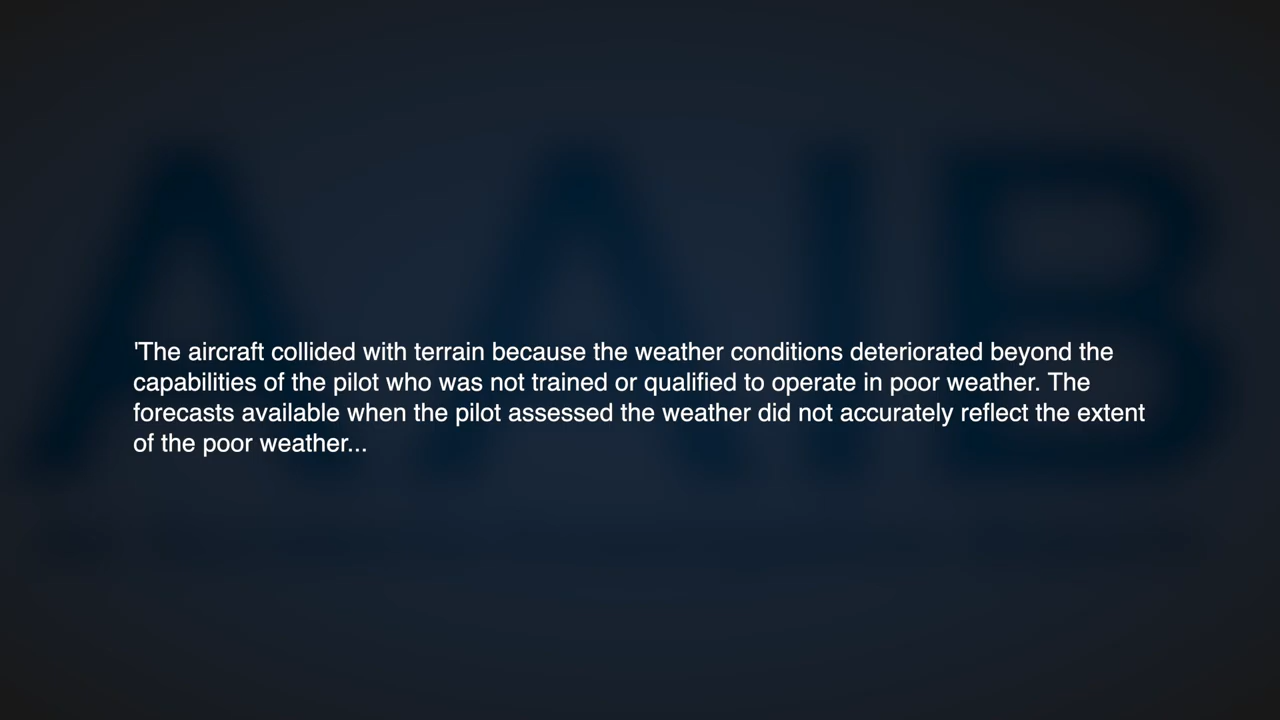 AAIB
'The aircraft collided with terrain because the weather conditions deteriorated beyond the
capabilities of the pilot who was not trained or qualified to operate in poor weather. The
forecasts available when the pilot assessed the weather did not accurately reflect the extent
of the poor weather...